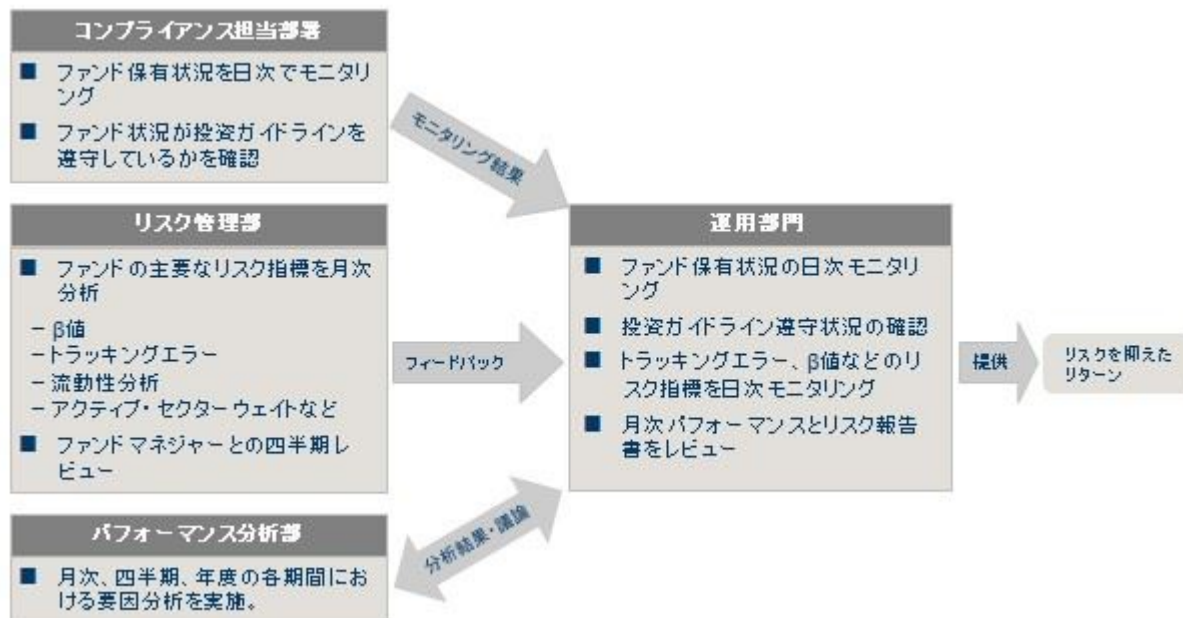 コンプライアンス担当部署
■ ファンド保有状況を日次でモニタリ
ング
■ ファンド状況が投資ガイドラインを
遵守しているかを確認
モニタリング結果
リスク管理部
■ ファンドの主要なリスク指標を月次
分析
－β値
－トラッキングエラー
－流動性分析
－アクティブ・セクターウェイトなど
■ ファンドマネジャーとの四半期レ
ビュー
フィードバック
パフォーマンス分析部
■ 月次、四半期、年度の各期間にお
ける要因分析を実施。
分析結果・議論
運用部門
■ ファンド保有状況の日次モニタリ
ング
■ 投資ガイドライン遵守状況の確認
■ トラッキングエラー、β値などのリ
スク指標を日次モニタリング
■ 月次パフォーマンスとリスク報告
書をレビュー
提供
リスクを抑えた
リターン